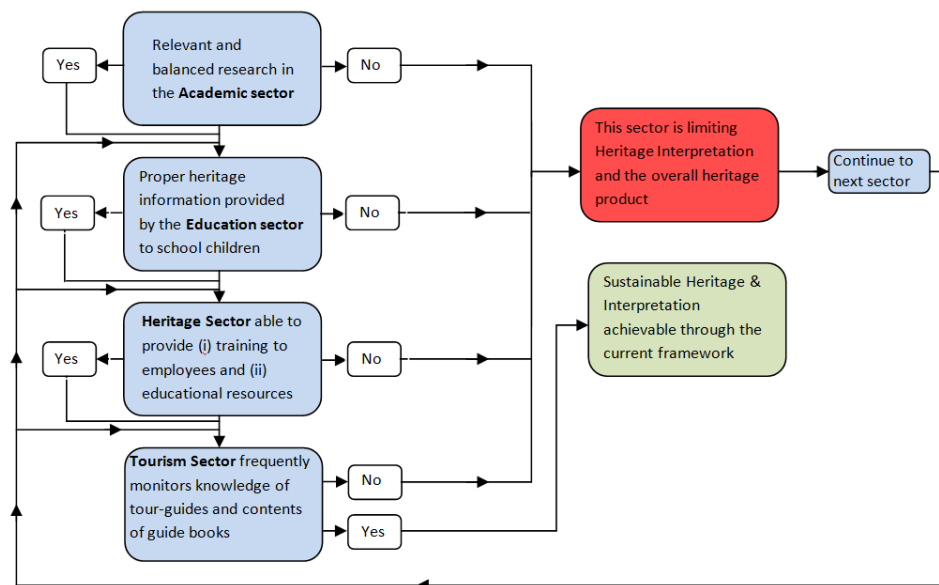 Relevant and
balanced research in
the Academic sector
Yes
No
This sector is limiting
Heritage Interpretation
and the overall heritage
product
Continue to
next sector
Proper heritage
information provided
by the Education sector
to school children
Yes
No
Sustainable Heritage &
Interpretation
achievable through the
current framework
Heritage Sector able to
provide (i) training to
employees and (ii)
educational resources
Yes
No
Tourism Sector frequently
monitors knowledge of
tour-guides and contents
of guide books
No
Yes